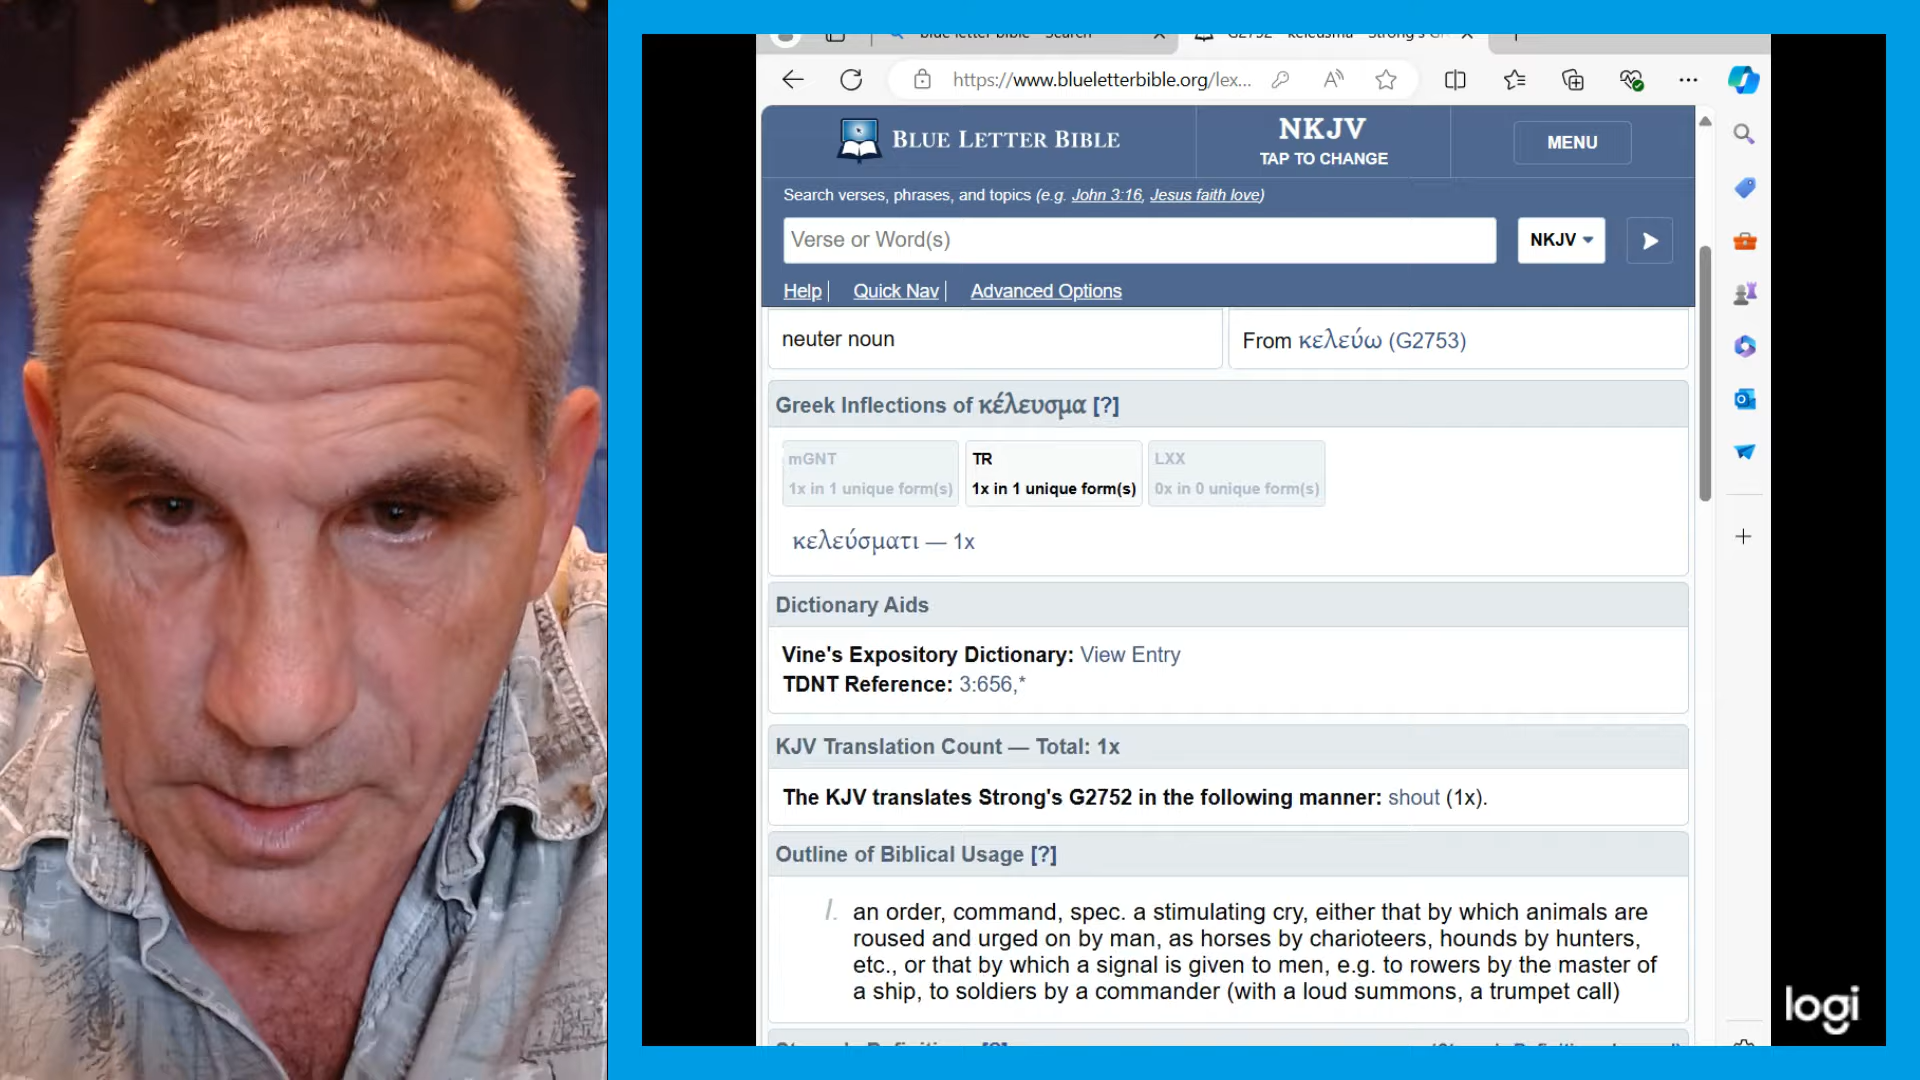 https://www.blueletterbible.org/lex...
BLUE LETTER BIBLE
NKJV
TAP TO CHANGE
MENU
Search verses, phrases, and topics (e.g. John 3:16, Jesus faith love)
Verse or Word(s)
NKJV
Help
Quick Nav
Advanced Options
neuter noun
From κελεύω (G2753)
Greek Inflections of κέλευσμα [?]
mGNT
1x in 1 unique form(s)
TR
1x in 1 unique form(s)
LXX
0x in 0 unique form(s)
κελεύσματι — 1x
Dictionary Aids
Vine's Expository Dictionary: View Entry
TDNT Reference: 3:656,*
KJV Translation Count — Total: 1x
The KJV translates Strong's G2752 in the following manner: shout (1x).
Outline of Biblical Usage [?]
I. an order, command, spec. a stimulating cry, either that by which animals are
roused and urged on by man, as horses by charioteers, hounds by hunters,
etc., or that by which a signal is given to men, e.g. to rowers by the master of
a ship, to soldiers by a commander (with a loud summons, a trumpet call)
logi